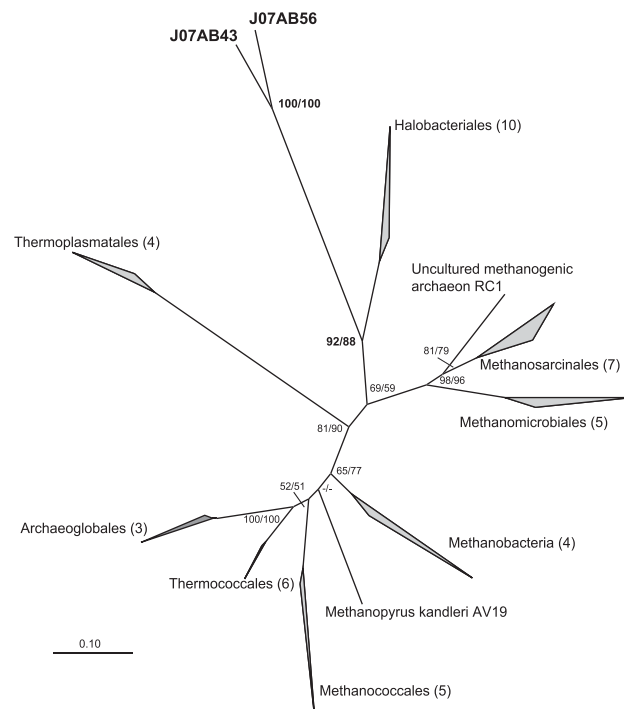 J07AB56
J07AB43
100/100
Halobacteriales (10)
Thermoplasmatales (4)
Uncultured methanogenic
archaeon RC1
92/88
81/79
Methanosarcinales (7)
98/96
69/59
Methanomicrobiales (5)
81/90
65/77
52/51
-/-
100/100
Archaeoglobales (3)
Methanobacteria (4)
Thermococcales (6)
Methanopyrus kandleri AV19
0.10
Methanococcales (5)